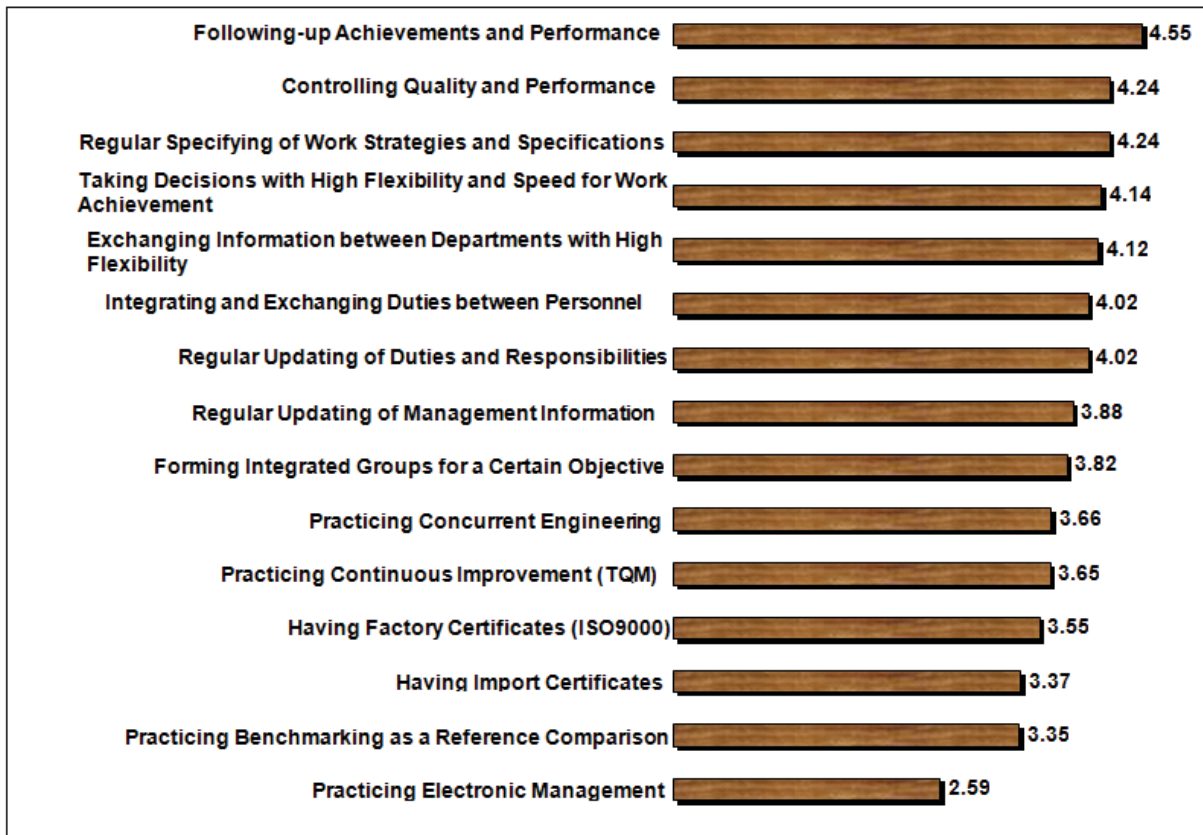 Following-up Achievements and Performance 4.55
Controlling Quality and Performance 4.24
Regular Specifying of Work Strategies and Specifications 4.24
Taking Decisions with High Flexibility and Speed for Work
Achievement 4.14
Exchanging Information between Departments with High
Flexibility 4.12
Integrating and Exchanging Duties between Personnel 4.02
Regular Updating of Duties and Responsibilities 4.02
Regular Updating of Management Information 3.88
Forming Integrated Groups for a Certain Objective 3.82
Practicing Concurrent Engineering 3.66
Practicing Continuous Improvement (TQM) 3.65
Having Factory Certificates (ISO9000) 3.55
Having Import Certificates 3.37
Practicing Benchmarking as a Reference Comparison 3.35
Practicing Electronic Management 2.59